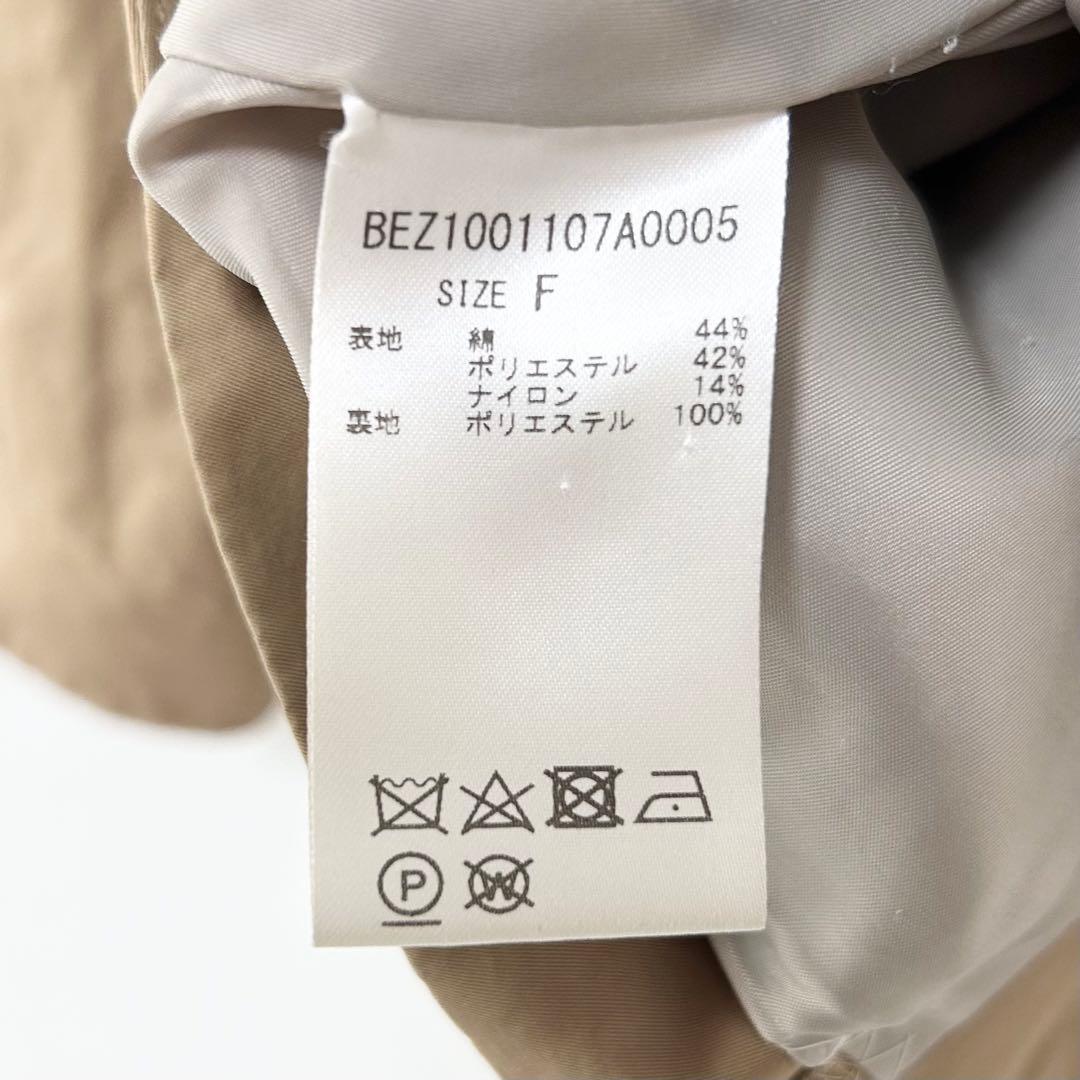 BEZ1001107A0005
SIZE F
表地 綿 44%
ポリエステル 42%
ナイロン 14%
裏地 ポリエステル 100%
P
W